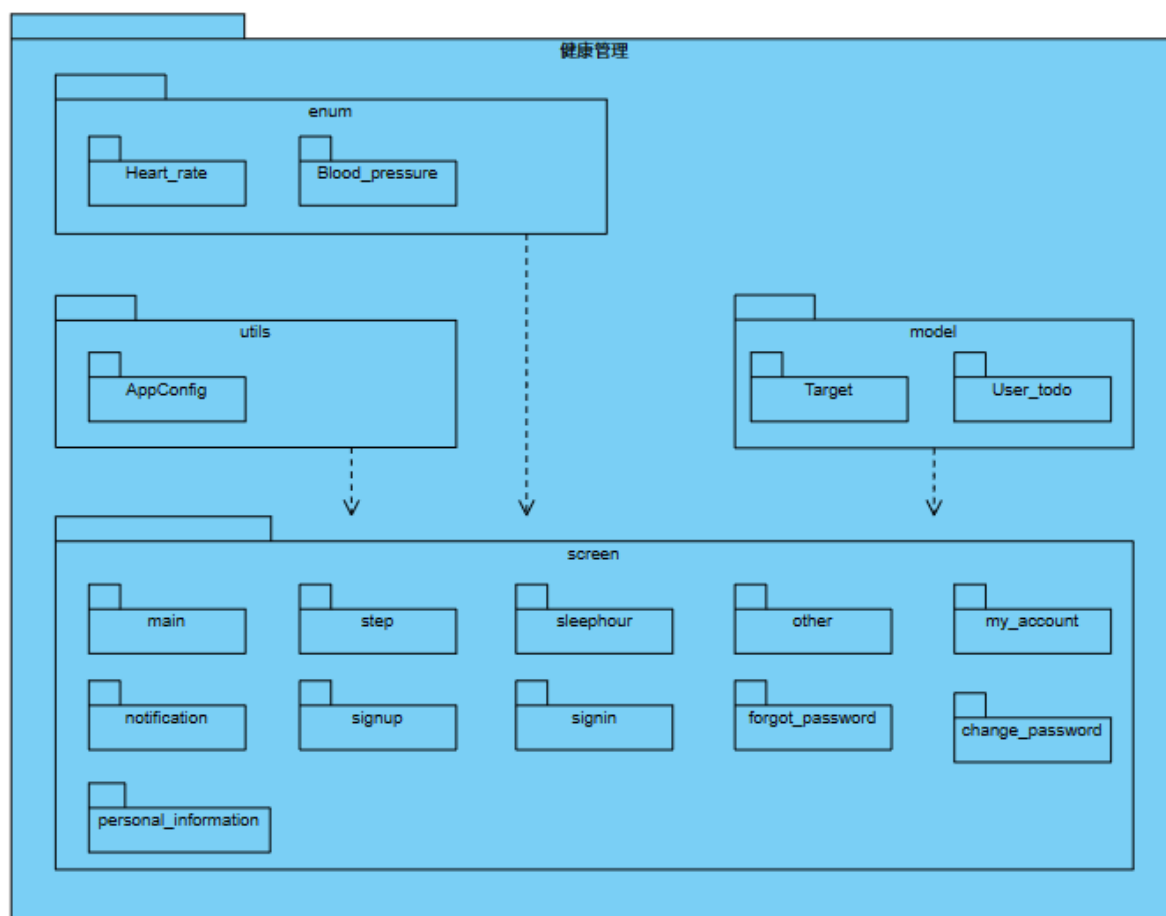 健康管理
enum
Heart_rate
Blood_pressure
utils
AppConfig
model
Target
User_todo
screen
main
step
sleephour
other
my_account
notification
signup
signin
forgot_password
change_password
personal_information